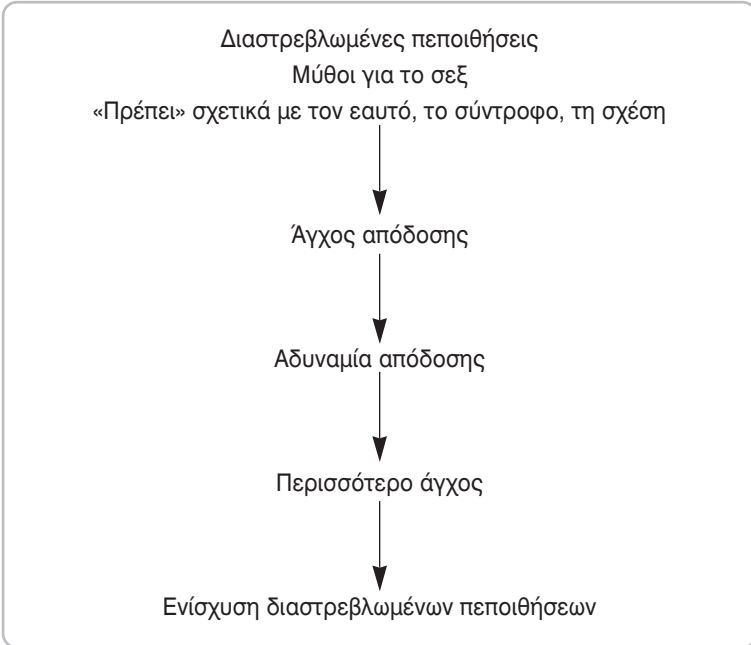 Διαστρεβλωμένες πεποιθήσεις
Μύθοι για το σεξ
«Πρέπει» σχετικά με τον εαυτό, το σύντροφο, τη σχέση
Άγχος απόδοσης
Αδυναμία απόδοσης
Περισσότερο άγχος
Ενίσχυση διαστρεβλωμένων πεποιθήσεων